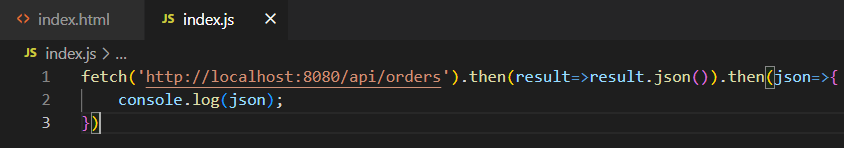 <> index.html JS index.js ×
JS index.js > ...
1 fetch('http://localhost:8080/api/orders').then(result=>result.json()).then(json=>{
2     console.log(json);
3 })